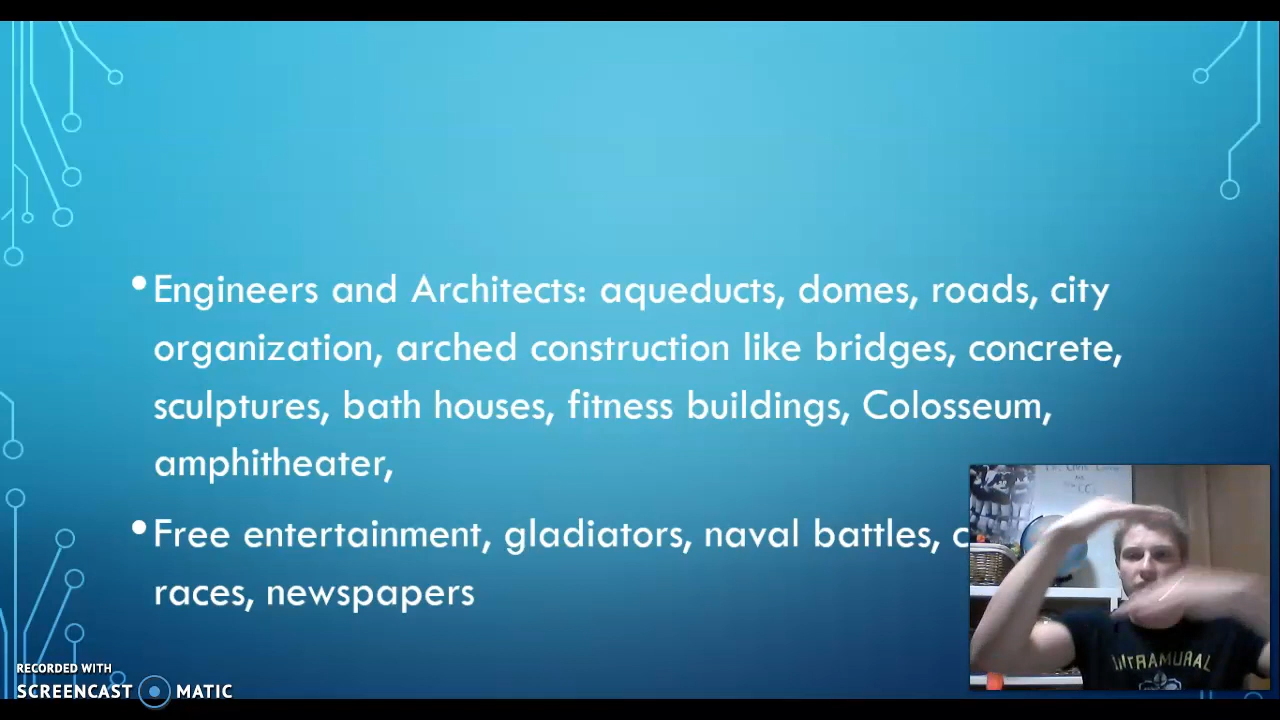 •Engineers and Architects: aqueducts, domes, roads, city
organization, arched construction like bridges, concrete,
sculptures, bath houses, fitness buildings, Colosseum,
amphitheater,
•Free entertainment, gladiators, naval battles, c
races, newspapers
INTRAMURAL
RECORDED WITH
SCREENCAST MATIC